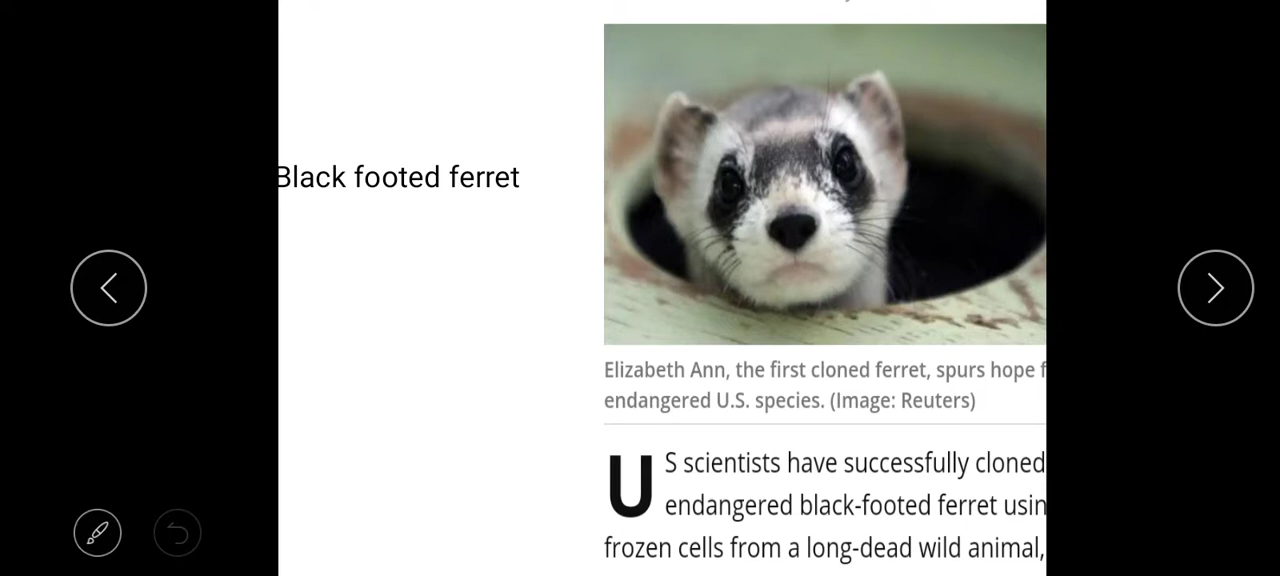 Black footed ferret
Elizabeth Ann, the first cloned ferret, spurs hope
endangered U.S. species. (Image: Reuters)
US scientists have successfully cloned
endangered black-footed ferret
frozen cells from a long-dead wild animal,